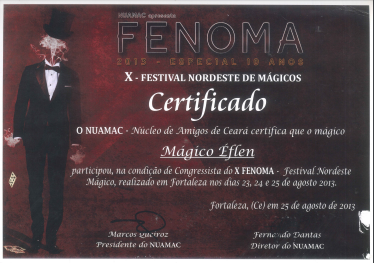 NUAMAC apresenta
FENOMA
2013 - ESPECIAL 10 ANOS
X - FESTIVAL NORDESTE DE MÁGICOS
Certificado
O NUAMAC - Núcleo de Amigos de Ceará certifica que o mágico
Mágico Éflen
participou, na condição de Congressista do X FENOMA - Festival Nordeste
Mágico, realizado em Fortaleza nos dias 23, 24 e 25 de agosto 2013.
Fortaleza, (Ce) em 25 de agosto de 2013
Marcos Queiroz Fernando Dantas
Presidente do NUAMAC Diretor do NUAMAC